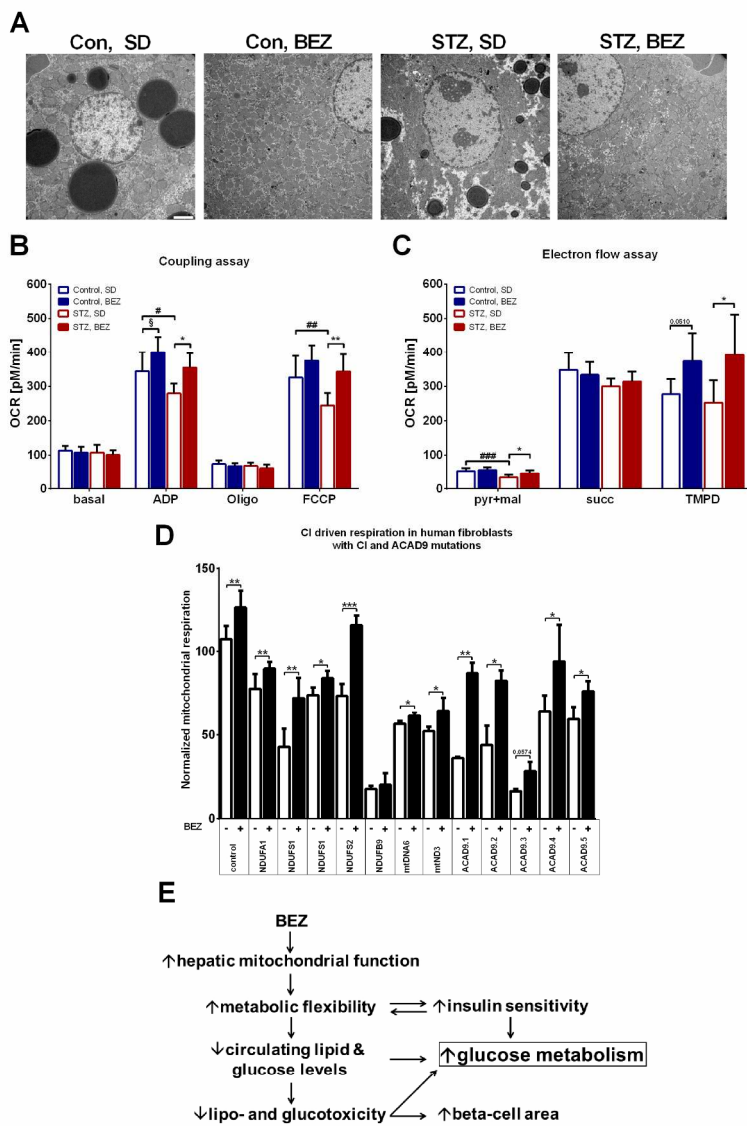 A
Con, SD
Con, BEZ
STZ, SD
STZ, BEZ
B
Coupling assay
600
500
400
300
200
100
0
OCR [pM/min]
Control, SD
Control, BEZ
STZ, SD
STZ, BEZ
#
§
*
##
**
basal
ADP
Oligo
FCCP
C
Electron flow assay
600
500
400
300
200
100
0
OCR [pM/min]
Control, SD
Control, BEZ
STZ, SD
STZ, BEZ
###
*
0.0510
*
pyr+mal
succ
TMPD
D
CI driven respiration in human fibroblasts
with CI and ACAD9 mutations
150
100
50
0
Normalized mitochondrial respiration
**
**
**
*
***
*
*
**
*
0.0574
*
*
BEZ
- + - + - + - + - + - + - + - + - + - + - + - + - +
control
NDUFA1
NDUFS1
NDUFS1
NDUFS2
NDUFB9
mtDNA6
mtND3
ACAD9.1
ACAD9.2
ACAD9.3
ACAD9.4
ACAD9.5
E
BEZ
↑hepatic mitochondrial function
↑metabolic flexibility
↑insulin sensitivity
↓circulating lipid &
glucose levels
↑glucose metabolism
↓lipo- and glucotoxicity
↑beta-cell area